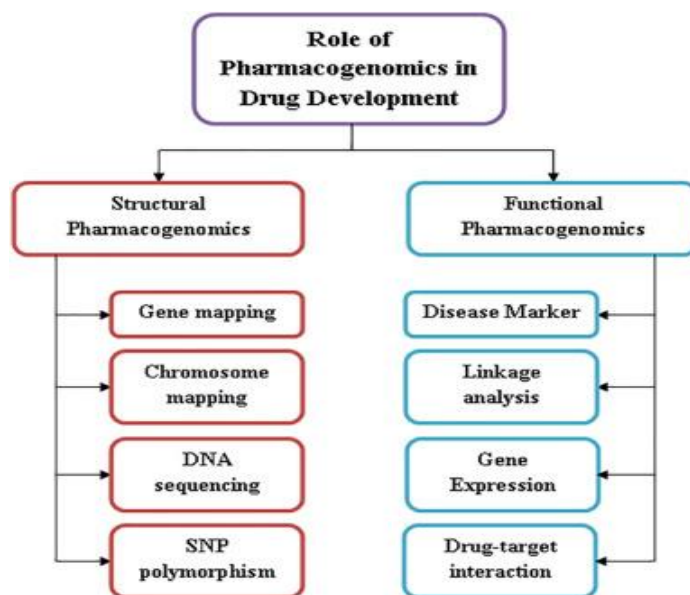 Role of
Pharmacogenomics in
Drug Development
Structural
Pharmacogenomics
Gene mapping
Chromosome
mapping
DNA
sequencing
SNP
polymorphism
Functional
Pharmacogenomics
Disease Marker
Linkage
analysis
Gene
Expression
Drug-target
interaction